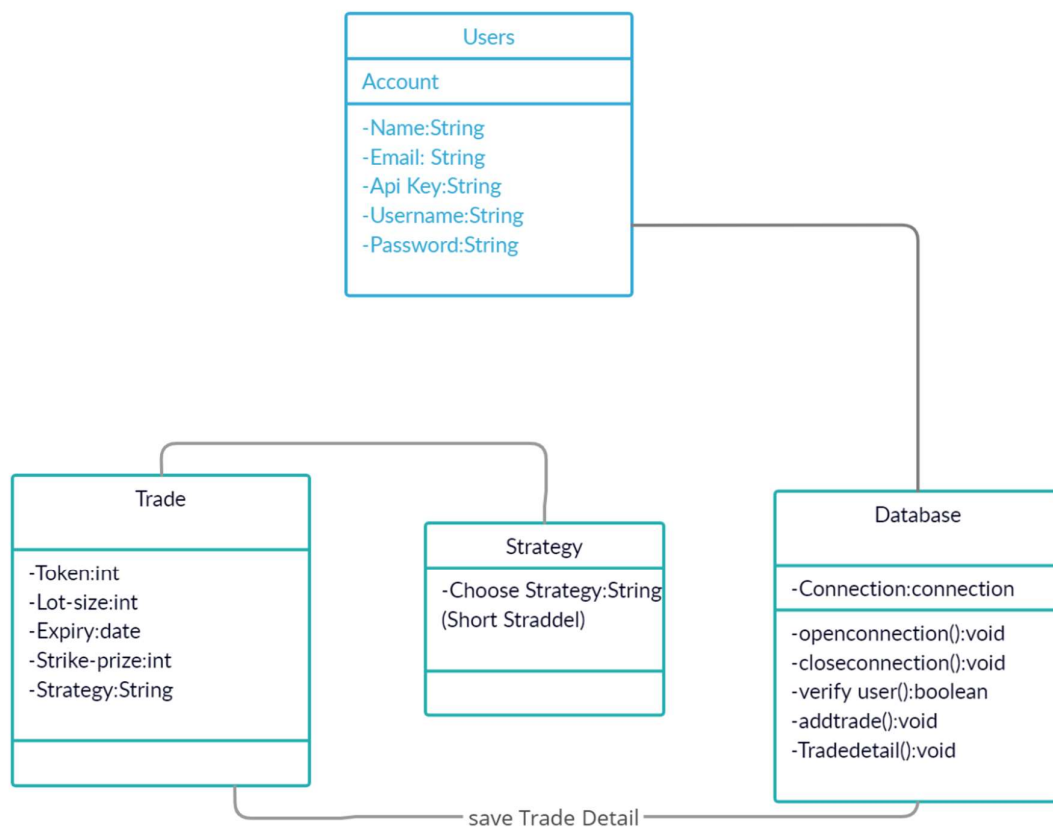 Users
Account
-Name:String
-Email: String
-Api Key:String
-Username:String
-Password:String
Trade
-Token:int
-Lot-size:int
-Expiry:date
-Strike-prize:int
-Strategy:String
Strategy
-Choose Strategy:String
(Short Straddel)
Database
-Connection:connection
-openconnection():void
-closeconnection():void
-verify user():boolean
-addtrade():void
-Tradedetail():void
save Trade Detail